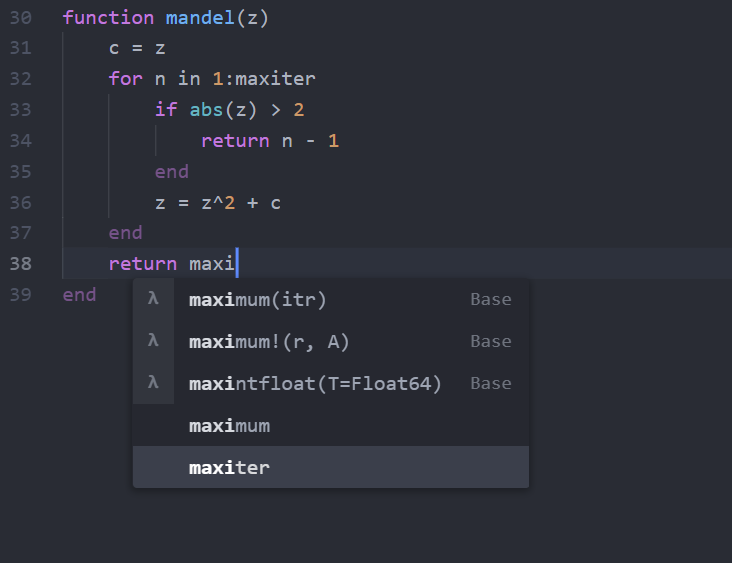 30 function mandel(z)
31 c = z
32 for n in 1:maxiter
33 if abs(z) > 2
34 return n - 1
35 end
36 z = z^2 + c
37 end
38 return maxi
39 end
λ maximum(itr) Base
λ maximum!(r, A) Base
λ maxintfloat(T=Float64) Base
maximum
maxiter